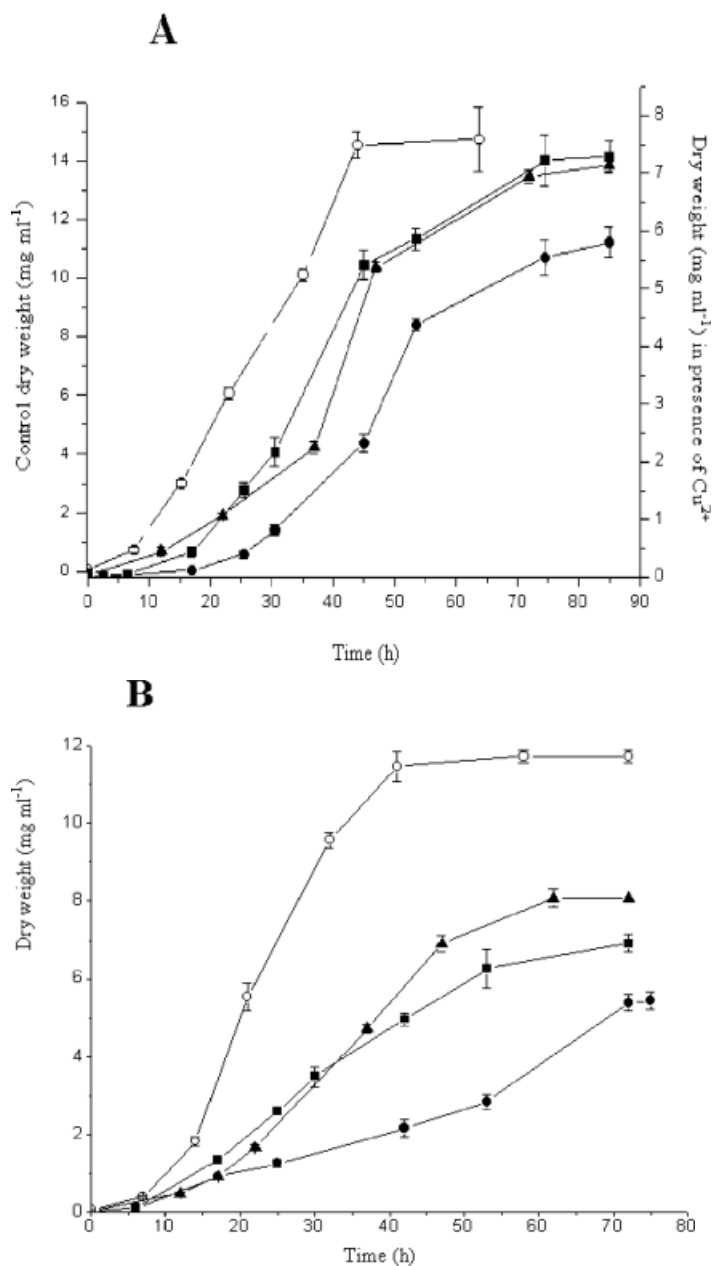 A
Control dry weight (mg ml⁻¹)
16
14
12
10
8
6
4
2
0
Dry weight (mg ml⁻¹) in presence of Cu²⁺
8
7
6
5
4
3
2
1
0
0 10 20 30 40 50 60 70 80 90
Time (h)
B
Dry weight (mg ml⁻¹)
12
10
8
6
4
2
0
0 10 20 30 40 50 60 70 80
Time (h)